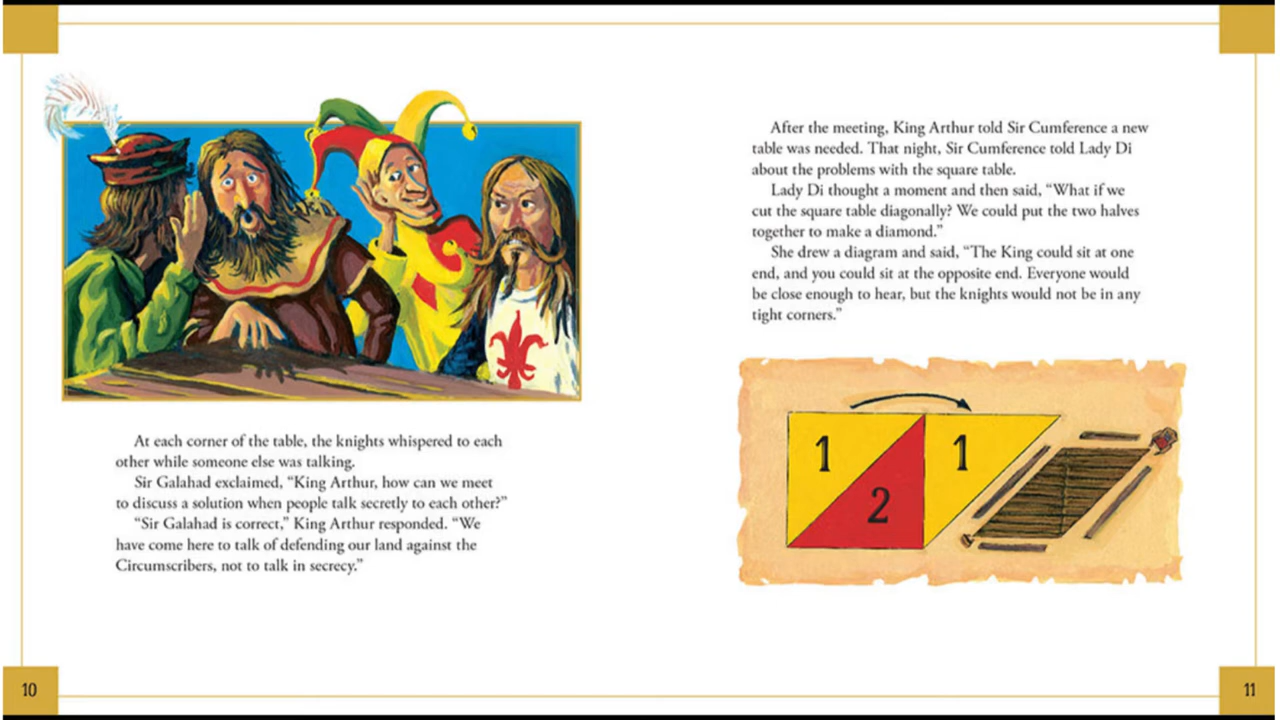 At each corner of the table, the knights whispered to each
other while someone else was talking.
Sir Galahad exclaimed, “King Arthur, how can we meet
to discuss a solution when people talk secretly to each other?”
“Sir Galahad is correct,” King Arthur responded. “We
have come here to talk of defending our land against the
Circumscribers, not to talk in secrecy.”
10
After the meeting, King Arthur told Sir Cumference a new
table was needed. That night, Sir Cumference told Lady Di
about the problems with the square table.
Lady Di thought a moment and then said, “What if we
cut the square table diagonally? We could put the two halves
together to make a diamond.”
She drew a diagram and said, “The King could sit at one
end, and you could sit at the opposite end. Everyone would
be close enough to hear, but the knights would not be in any
tight corners.”
1
1
2
11